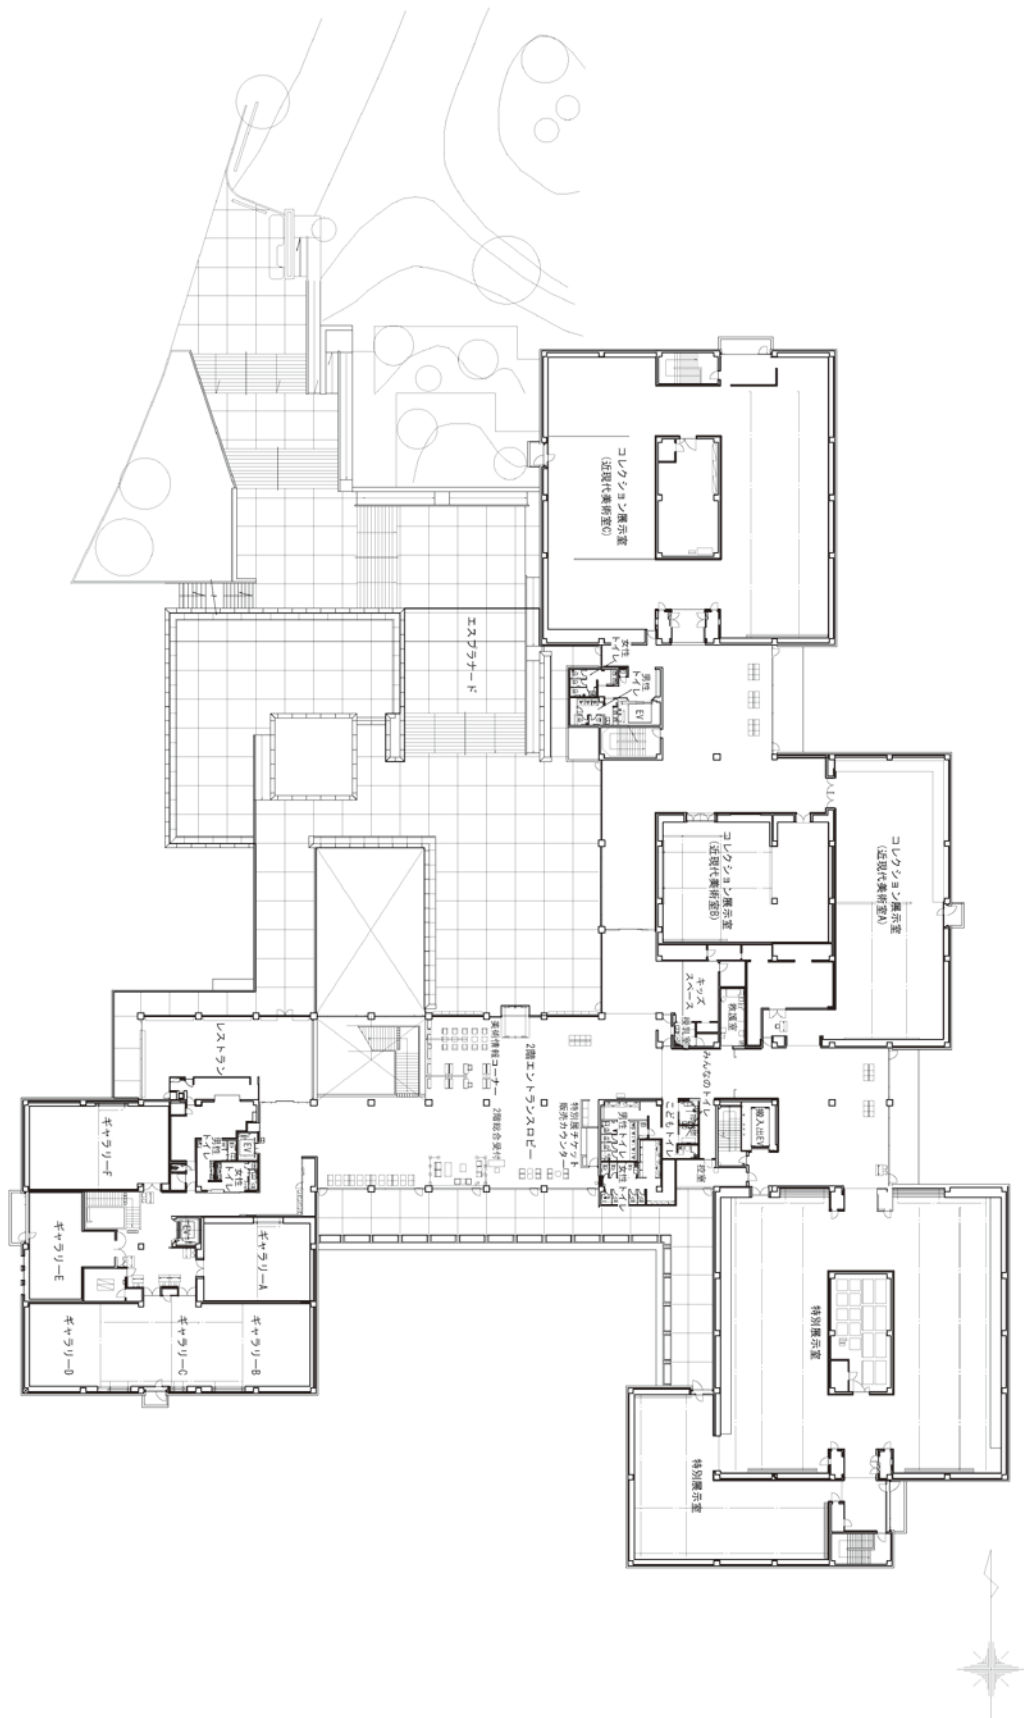 コレクション展示室
(近現代美術室C)
エスプラナード
女性
トイレ
男性
トイレ
EV
コレクション展示室
(近現代美術室B)
コレクション展示室
(近現代美術室A)
キッズ
スペース
授乳室
救護室
レストラン
美術情報コーナー
2階エントランスロビー
2階総合受付
特別展チケット
販売カウンター
みんなのトイレ
こどもトイレ
男性トイレ
女性トイレ
搬入出EV
控室
ギャラリーF
男性
トイレ
EV
女性
トイレ
ギャラリーE
EV
ギャラリーA
ギャラリーD
ギャラリーC
ギャラリーB
特別展示室
特別展示室